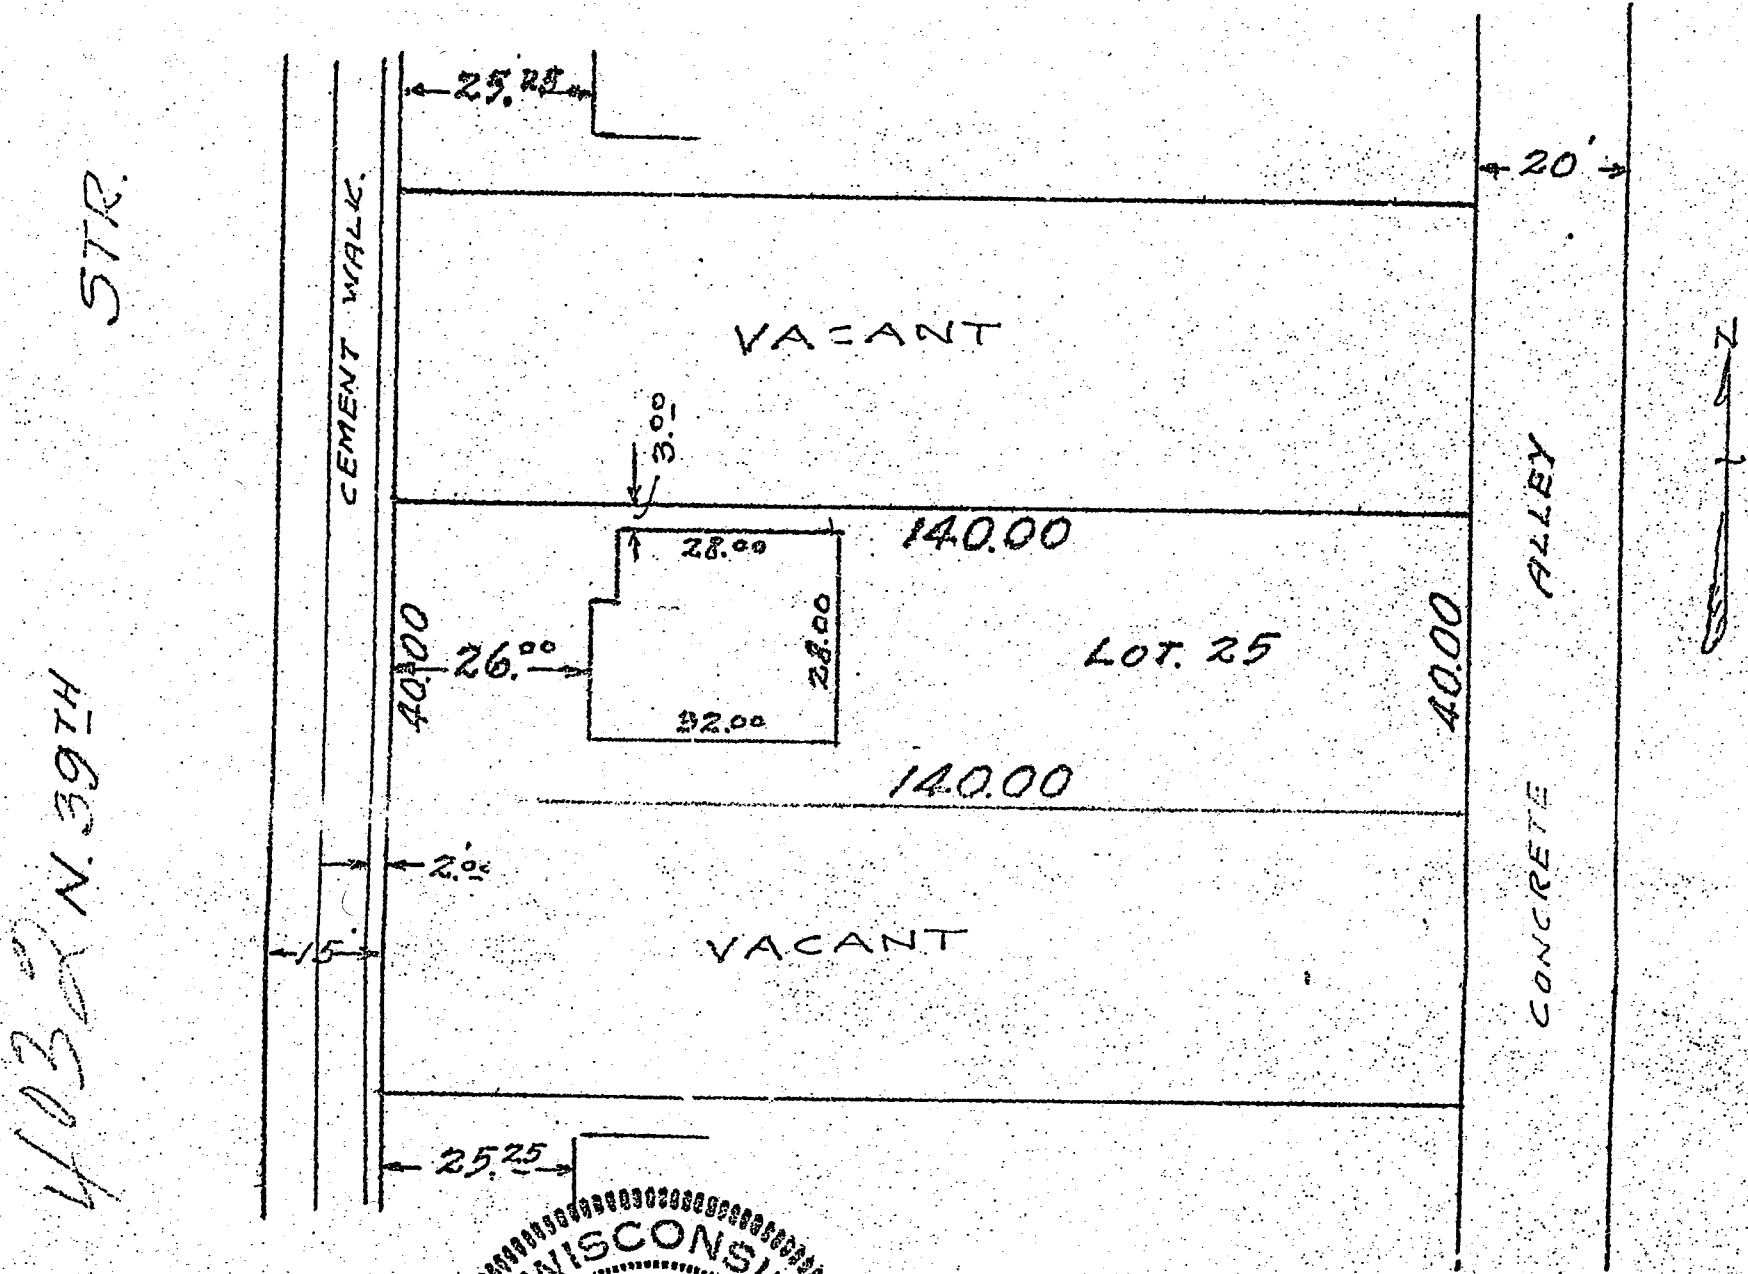 25.25
20'
STR.
CEMENT WALK.
VACANT
3.00
140.00
28.00
ALLEY
40.00
26.00
28.00
LOT. 25
40.00
32.00
N
N. 39TH
140.00
2.'00
CONCRETE
15'
VACANT
4032
25.25
WISCONSI